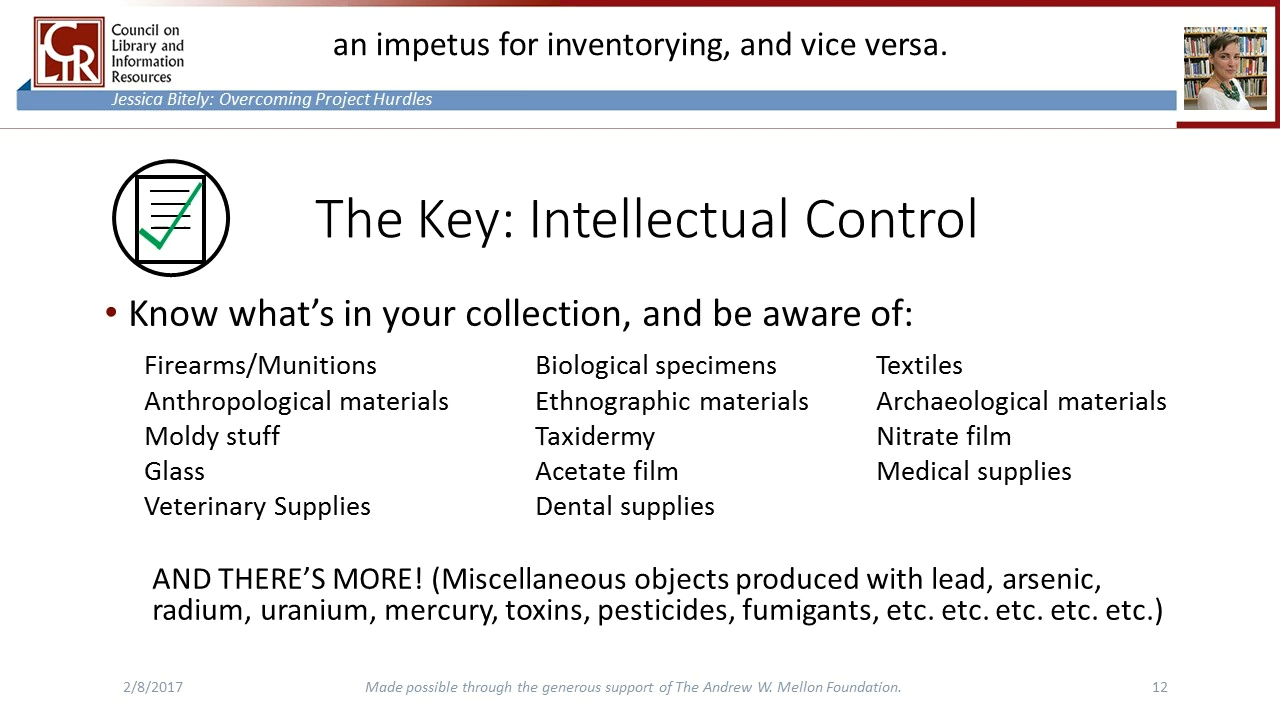 CLIR
Council on
Library and
Information
Resources
an impetus for inventorying, and vice versa.
Jessica Bitely: Overcoming Project Hurdles
The Key: Intellectual Control
• Know what’s in your collection, and be aware of:
Firearms/Munitions Biological specimens Textiles
Anthropological materials Ethnographic materials Archaeological materials
Moldy stuff Taxidermy Nitrate film
Glass Acetate film Medical supplies
Veterinary Supplies Dental supplies
AND THERE’S MORE! (Miscellaneous objects produced with lead, arsenic,
radium, uranium, mercury, toxins, pesticides, fumigants, etc. etc. etc. etc. etc.)
2/8/2017 Made possible through the generous support of The Andrew W. Mellon Foundation. 12